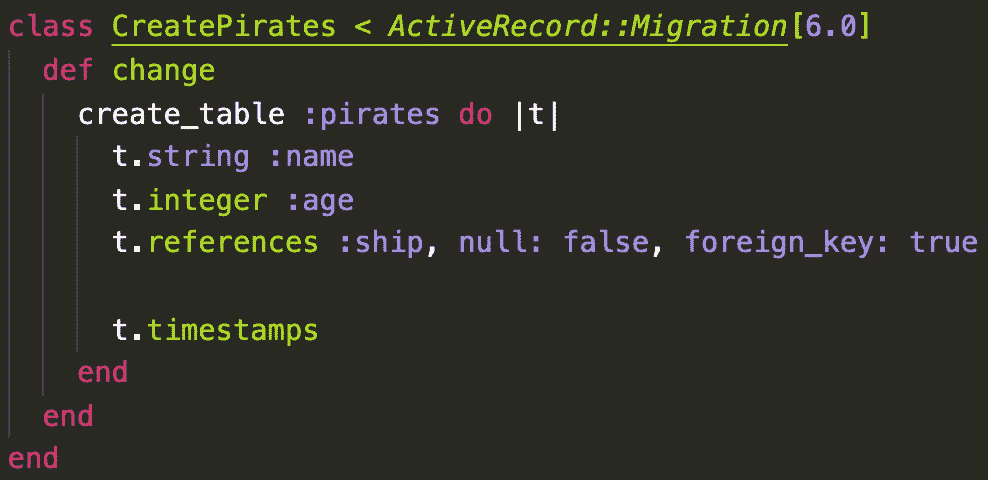 class CreatePirates < ActiveRecord::Migration[6.0]
  def change
    create_table :pirates do |t|
      t.string :name
      t.integer :age
      t.references :ship, null: false, foreign_key: true

      t.timestamps
    end
  end
end